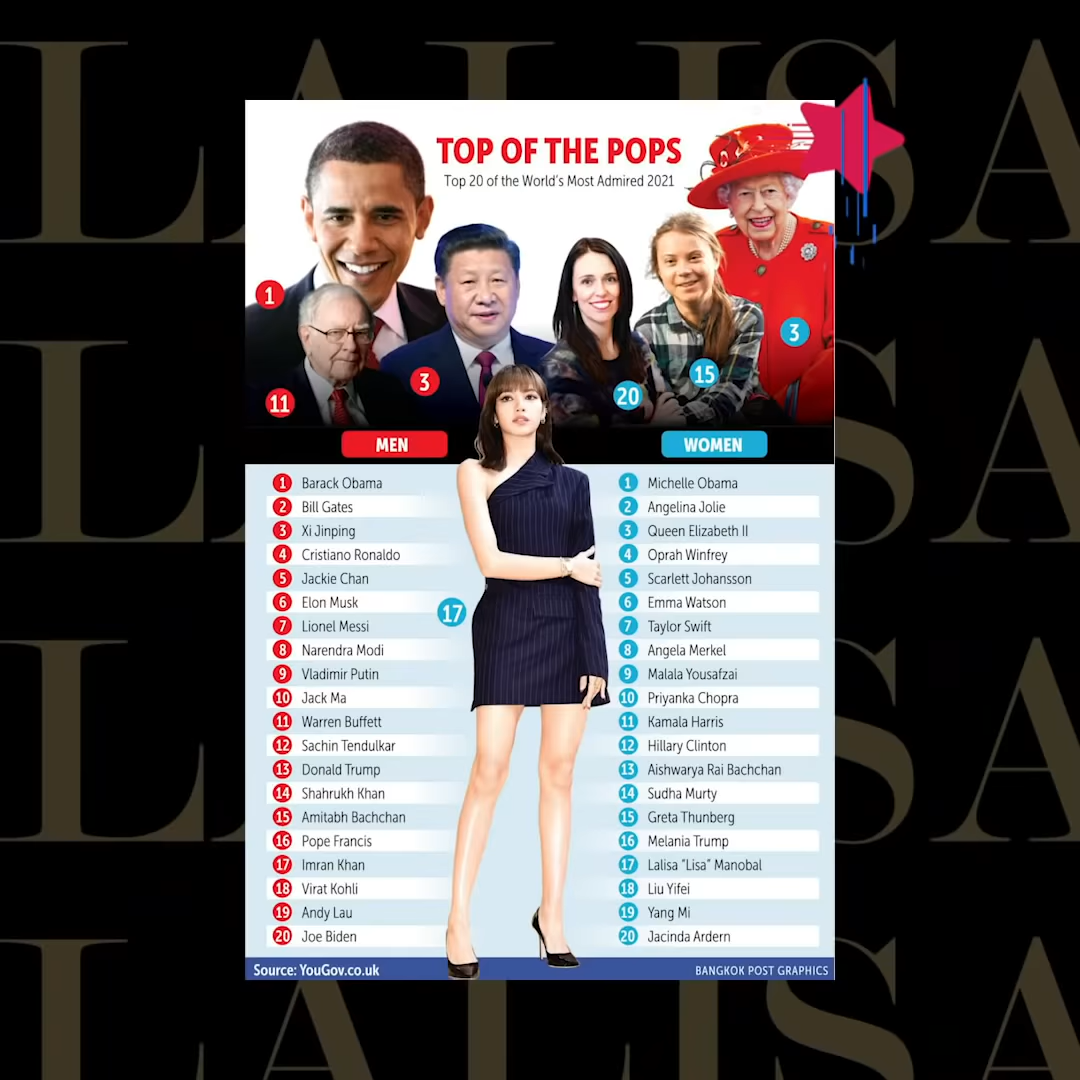 LALISA
TOP OF THE POPS
Top 20 of the World's Most Admired 2021
1
3
11
3
20
15
MEN
WOMEN
1 Barack Obama
2 Bill Gates
3 Xi Jinping
4 Cristiano Ronaldo
5 Jackie Chan
6 Elon Musk
7 Lionel Messi
8 Narendra Modi
9 Vladimir Putin
10 Jack Ma
11 Warren Buffett
12 Sachin Tendulkar
13 Donald Trump
14 Shahrukh Khan
15 Amitabh Bachchan
16 Pope Francis
17 Imran Khan
18 Virat Kohli
19 Andy Lau
20 Joe Biden
17
1 Michelle Obama
2 Angelina Jolie
3 Queen Elizabeth II
4 Oprah Winfrey
5 Scarlett Johansson
6 Emma Watson
7 Taylor Swift
8 Angela Merkel
9 Malala Yousafzai
10 Priyanka Chopra
11 Kamala Harris
12 Hillary Clinton
13 Aishwarya Rai Bachchan
14 Sudha Murty
15 Greta Thunberg
16 Melania Trump
17 Lalisa "Lisa" Manobal
18 Liu Yifei
19 Yang Mi
20 Jacinda Ardern
Source: YouGov.co.uk
BANGKOK POST GRAPHICS